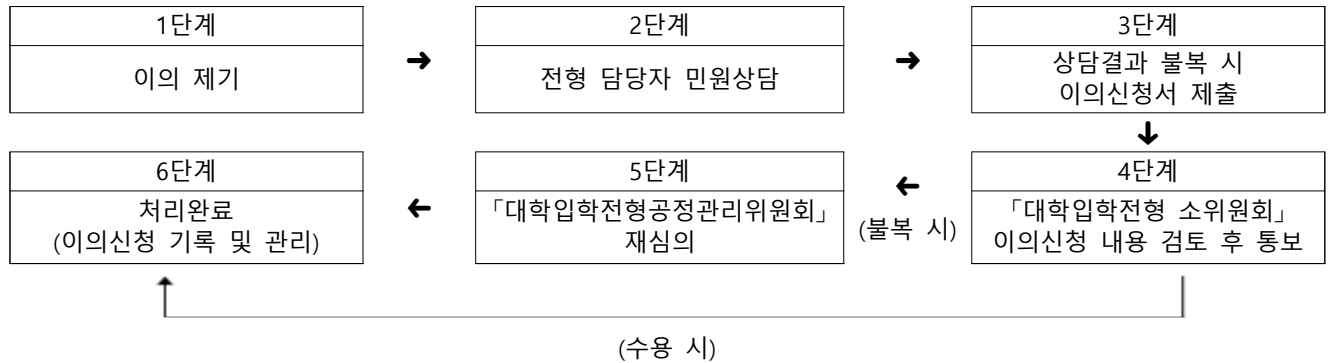 1단계
이의 제기
2단계
전형 담당자 민원상담
3단계
상담결과 불복 시
이의신청서 제출
4단계
「대학입학전형 소위원회」
이의신청 내용 검토 후 통보
(불복 시)
5단계
「대학입학전형공정관리위원회」
재심의
6단계
처리완료
(이의신청 기록 및 관리)
(수용 시)